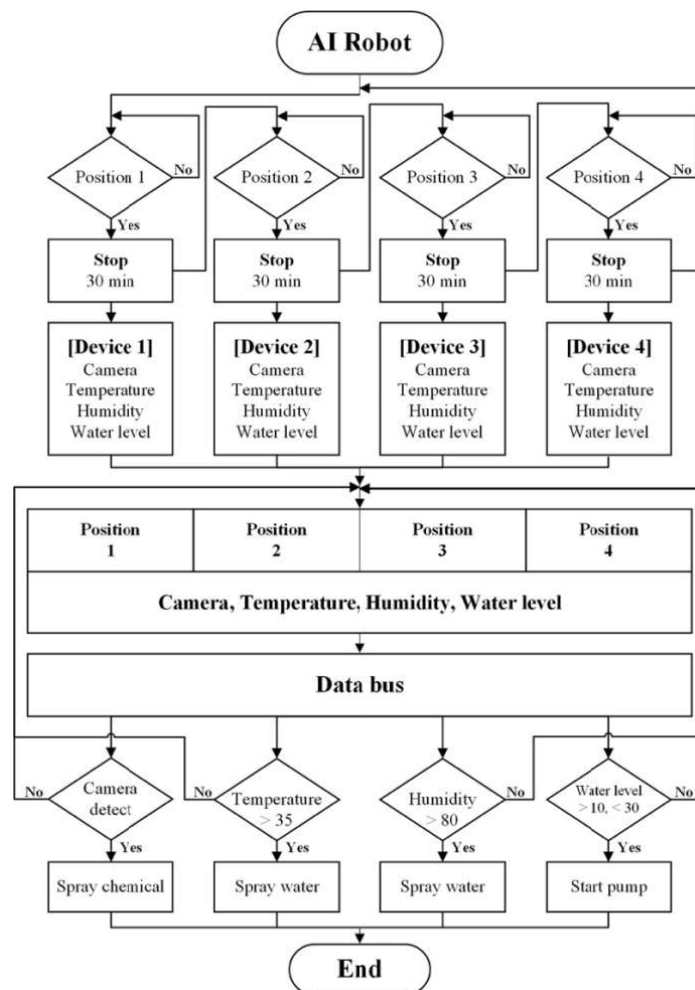 AI Robot
Position 1
No
Position 2
No
Position 3
No
Position 4
No
Yes
Yes
Yes
Yes
Stop
30 min
Stop
30 min
Stop
30 min
Stop
30 min
[Device 1]
Camera
Temperature
Humidity
Water level
[Device 2]
Camera
Temperature
Humidity
Water level
[Device 3]
Camera
Temperature
Humidity
Water level
[Device 4]
Camera
Temperature
Humidity
Water level
Position
1
Position
2
Position
3
Position
4
Camera, Temperature, Humidity, Water level
Data bus
No
Camera
detect
No
Temperature
> 35
Humidity
> 80
No
Water level
>10, < 30
No
Yes
Yes
Yes
Yes
Spray chemical
Spray water
Spray water
Start pump
End